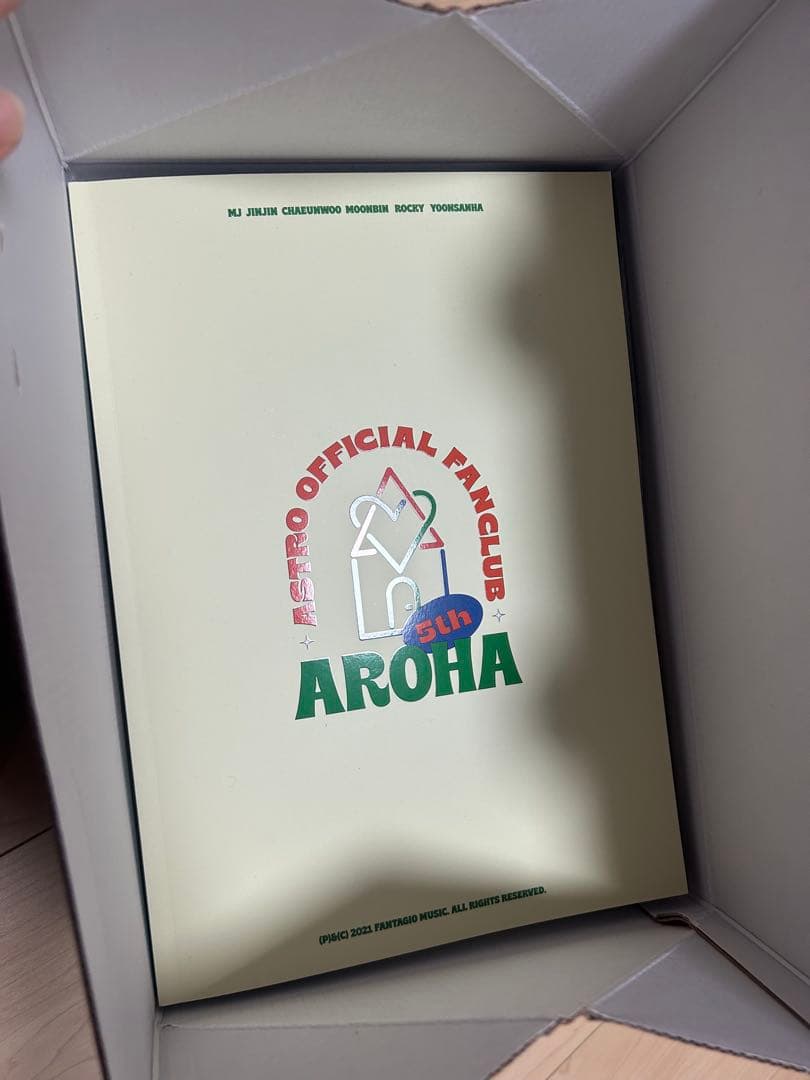 MJ JINJIN CHAEUNWOO MOONBIN ROCKY YOONSANHA
ASTRO OFFICIAL FANCLUB
5th
AROHA
(P)&(C) 2021 FANTAGIO MUSIC. ALL RIGHTS RESERVED.